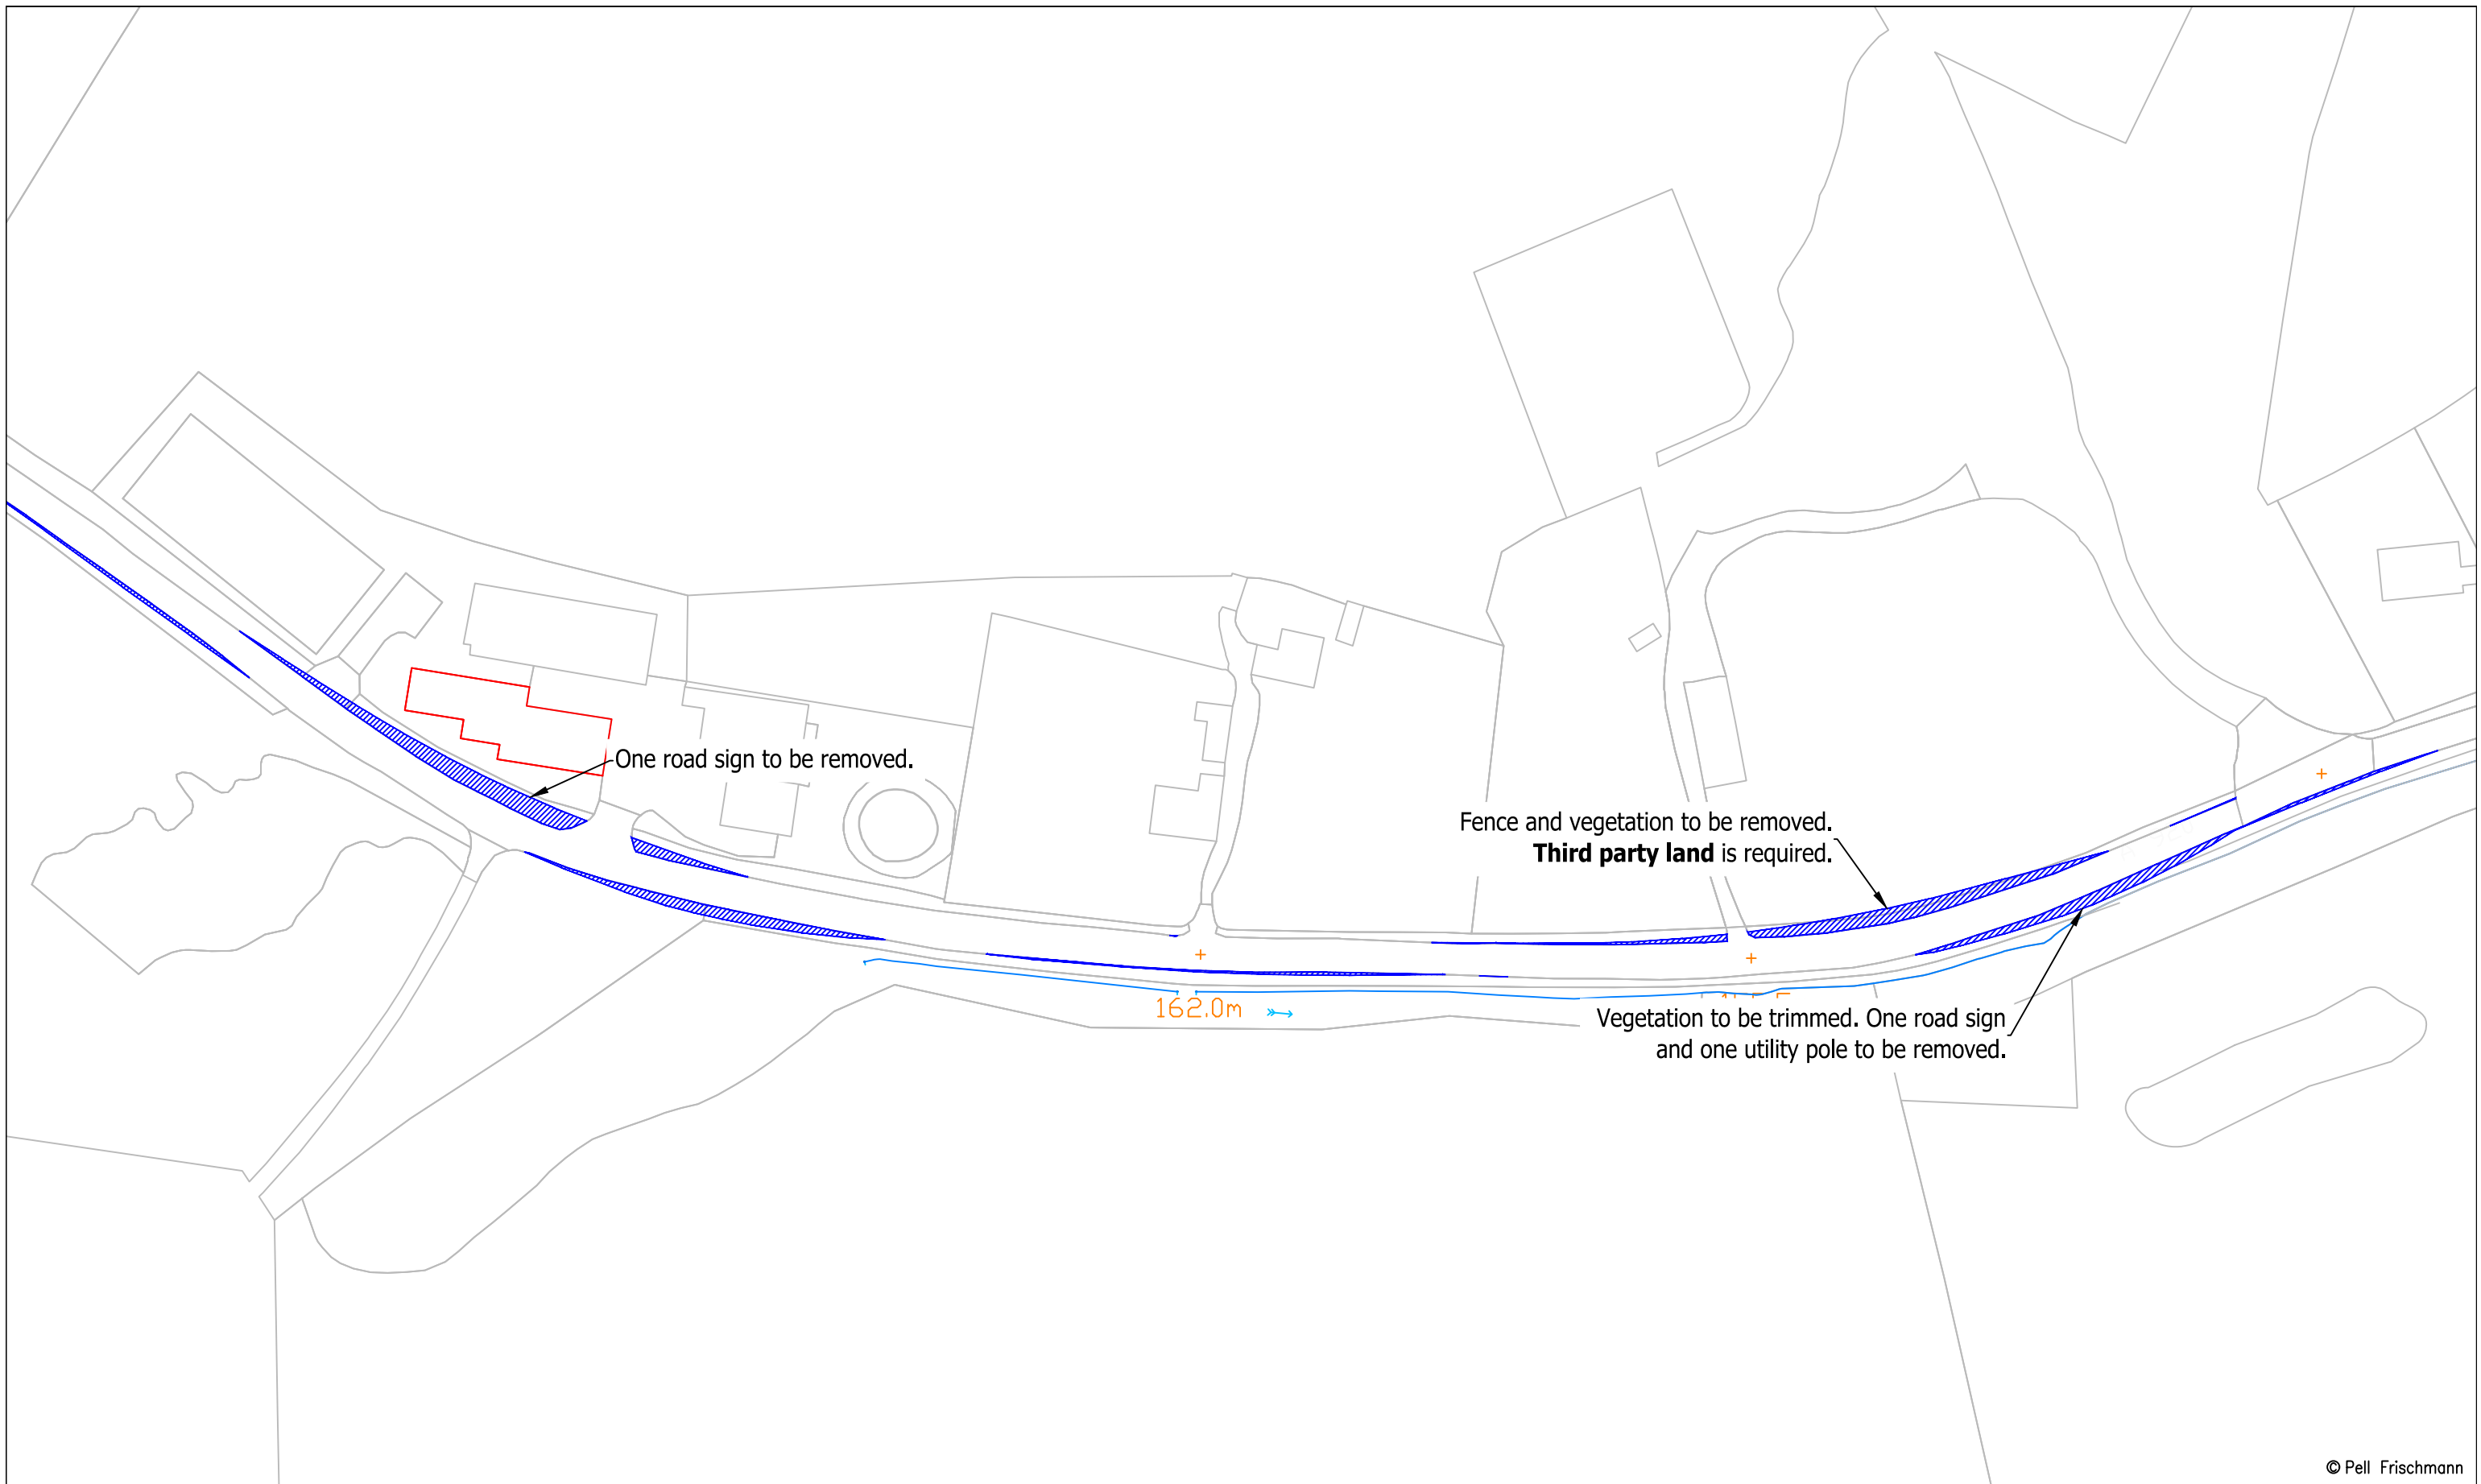 One road sign to be removed.
Fence and vegetation to be removed.
Third party land is required.
162.0m
Vegetation to be trimmed. One road sign
and one utility pole to be removed.
© Pell Frischmann